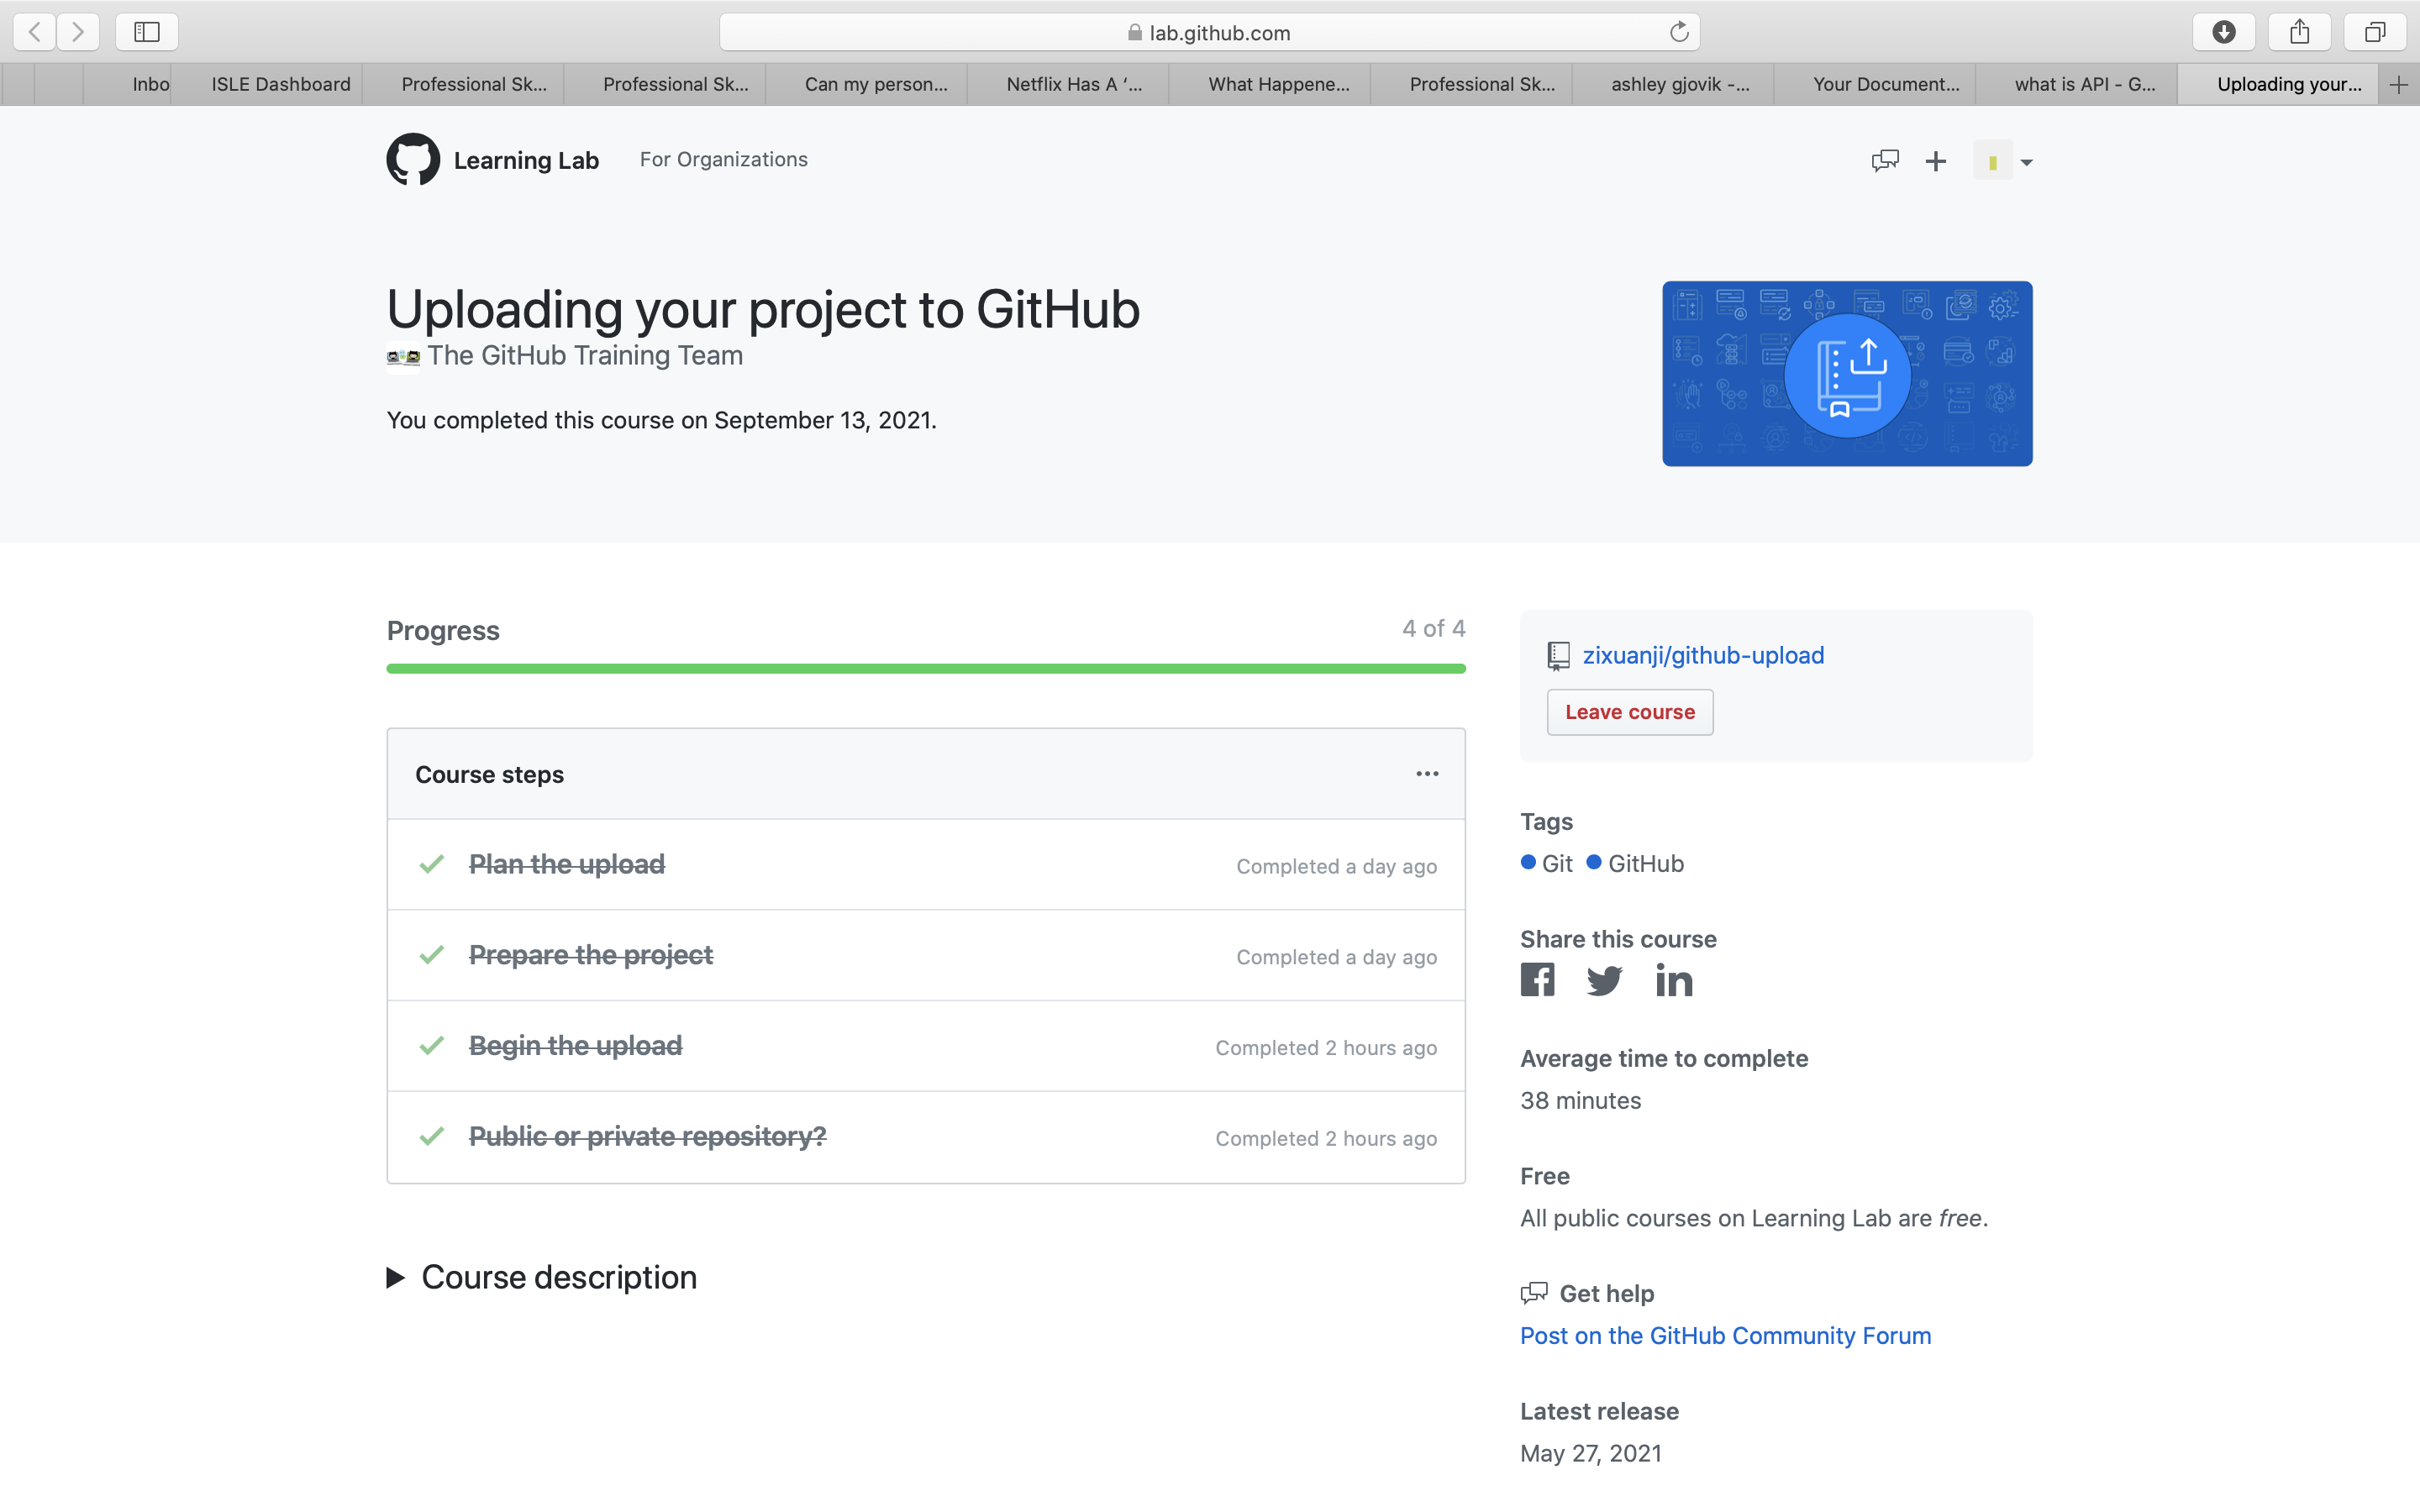 lab.github.com
Inbo
ISLE Dashboard
Professional Sk...
Professional Sk...
Can my person...
Netflix Has A ‘...
What Happene...
Professional Sk...
ashley gjovik -...
Your Document...
what is API - G...
Uploading your...
Learning Lab
For Organizations
Uploading your project to GitHub
The GitHub Training Team
You completed this course on September 13, 2021.
Progress
4 of 4
Course steps
Plan the upload
Completed a day ago
Prepare the project
Completed a day ago
Begin the upload
Completed 2 hours ago
Public or private repository?
Completed 2 hours ago
Course description
zixuanji/github-upload
Leave course
Tags
Git GitHub
Share this course
Average time to complete
38 minutes
Free
All public courses on Learning Lab are free.
Get help
Post on the GitHub Community Forum
Latest release
May 27, 2021